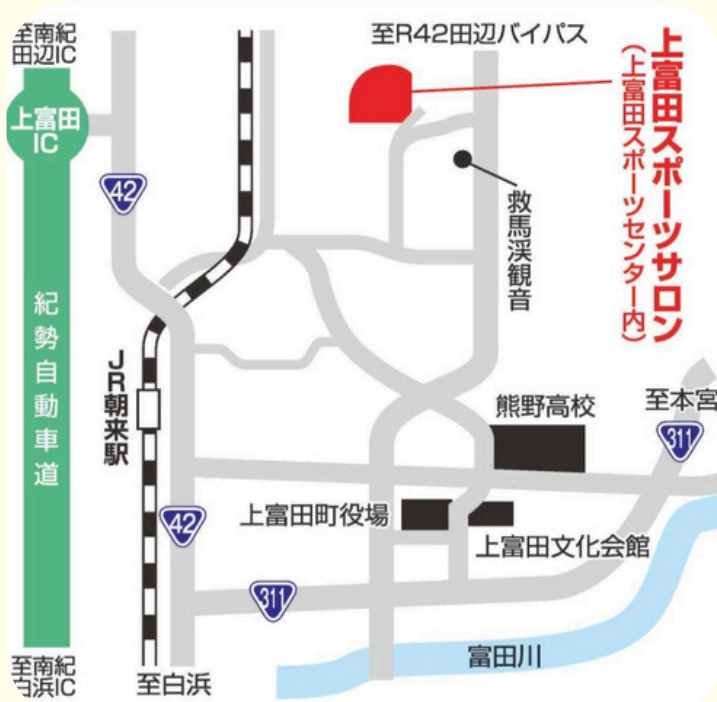 至南紀
田辺IC
至R42田辺バイパス
上富田スポーツサロン
（上富田スポーツセンター内）
上富田
IC
42
救馬渓観音
紀勢自動車道
JR朝来駅
熊野高校
至本宮
311
上富田町役場
42
上富田文化会館
311
富田川
至南紀
白浜IC
至白浜